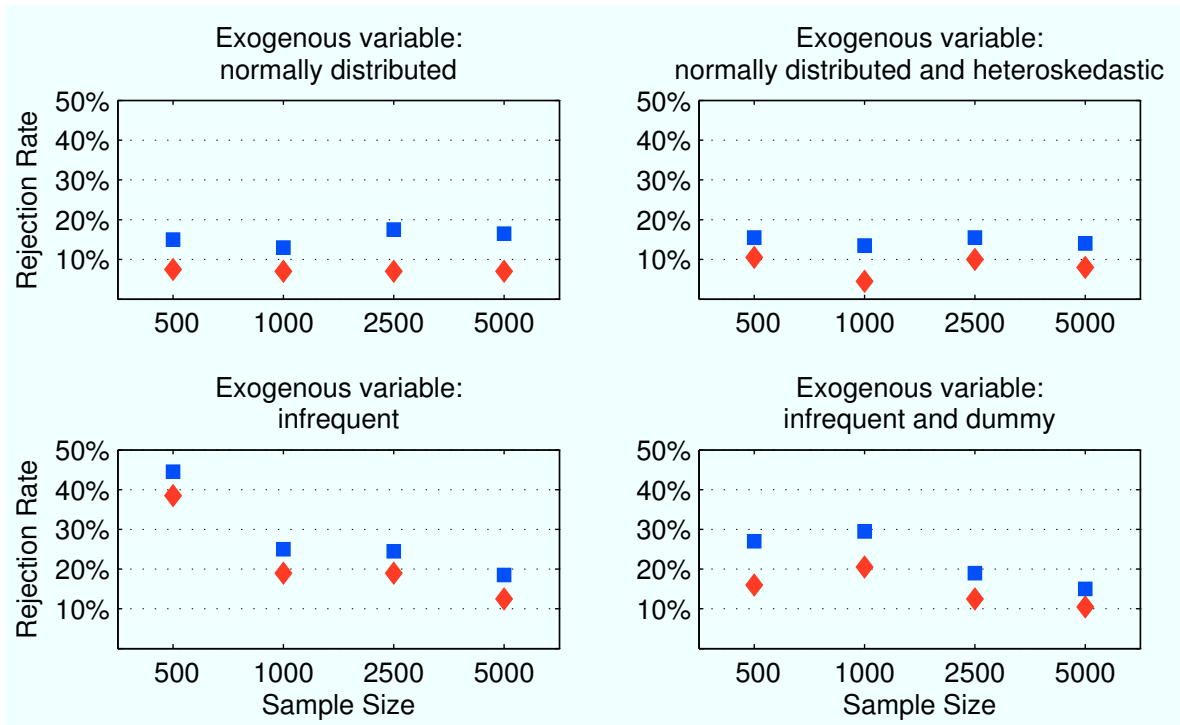 Exogenous variable:
normally distributed
Rejection Rate
50%
40%
30%
20%
10%
500 1000 2500 5000
Exogenous variable:
normally distributed and heteroskedastic
50%
40%
30%
20%
10%
500 1000 2500 5000
Exogenous variable:
infrequent
Rejection Rate
50%
40%
30%
20%
10%
500 1000 2500 5000
Sample Size
Exogenous variable:
infrequent and dummy
50%
40%
30%
20%
10%
500 1000 2500 5000
Sample Size